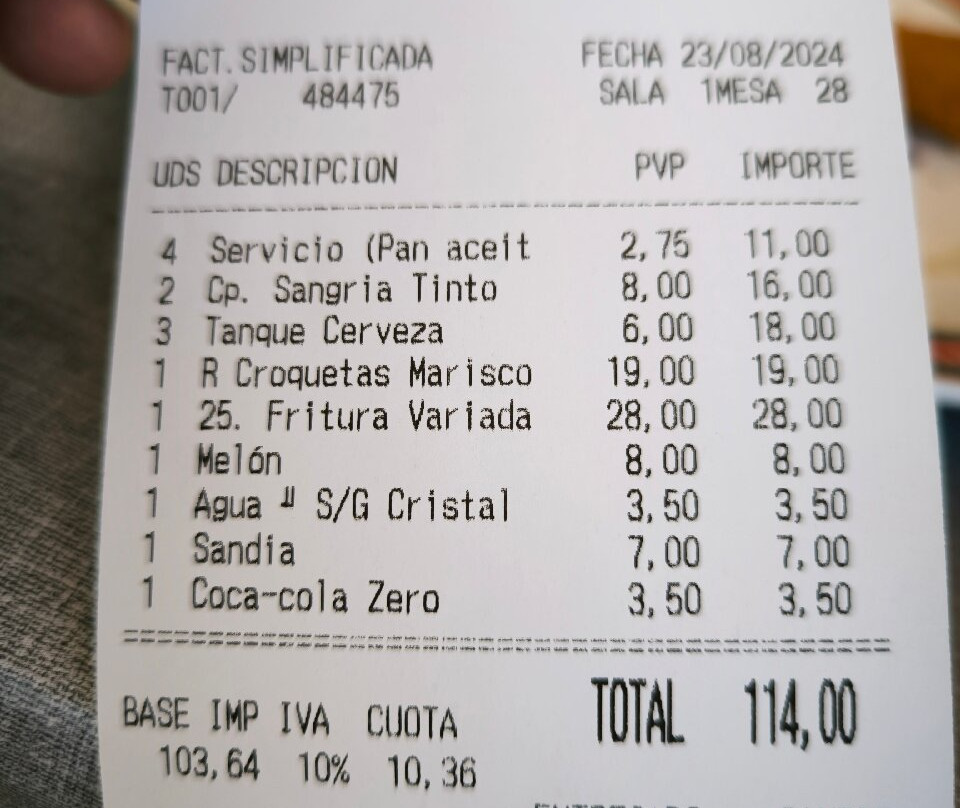 FACT.SIMPLIFICADA FECHA 23/08/2024
T001/ 484475 SALA 1MESA 28
UDS DESCRIPCION PVP IMPORTE
4 Servicio (Pan aceit 2,75 11,00
2 Cp. Sangria Tinto 8,00 16,00
3 Tanque Cerveza 6,00 18,00
1 R Croquetas Marisco 19,00 19,00
1 25. Fritura Variada 28,00 28,00
1 Melón 8,00 8,00
1 Agua S/G Cristal 3,50 3,50
1 Sandia 7,00 7,00
1 Coca-cola Zero 3,50 3,50
TOTAL 114,00
BASE IMP IVA CUOTA
103,64 10% 10,36